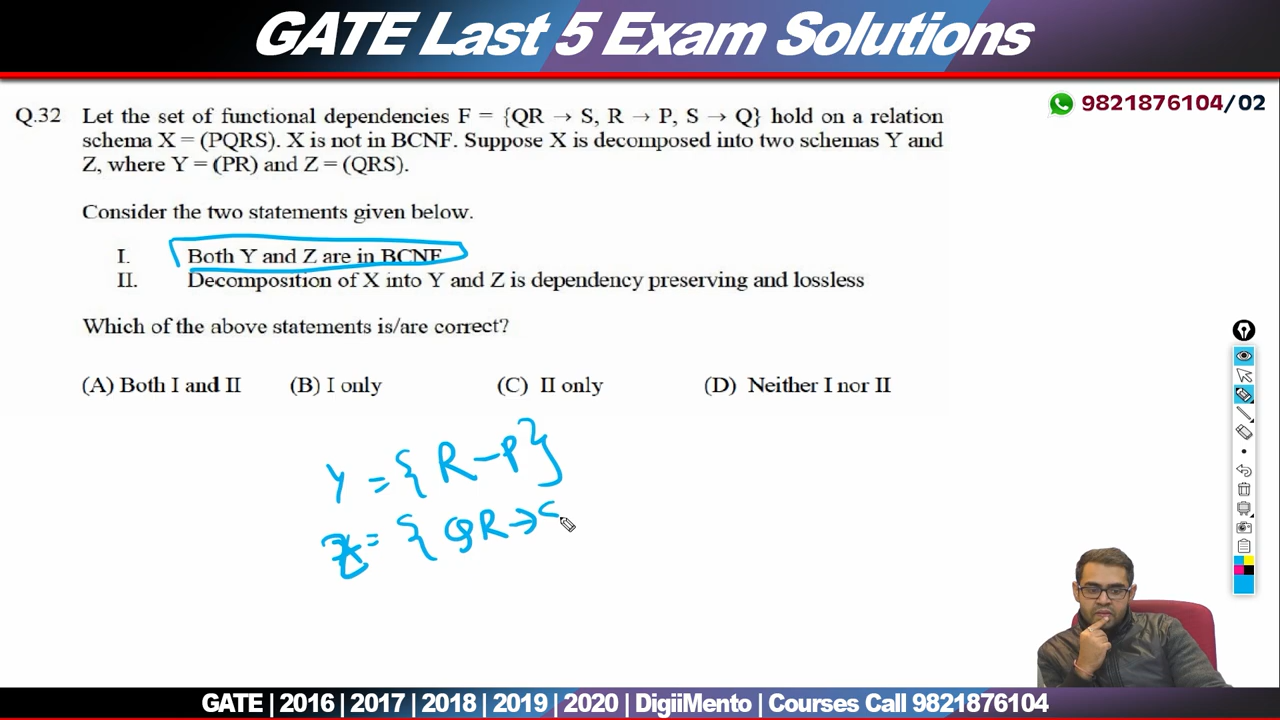 GATE Last 5 Exam Solutions
9821876104/02
Q.32 Let the set of functional dependencies F = {QR → S, R → P, S → Q} hold on a relation
schema X = (PQRS). X is not in BCNF. Suppose X is decomposed into two schemas Y and
Z, where Y = (PR) and Z = (QRS).
Consider the two statements given below.
I. Both Y and Z are in BCNF
II. Decomposition of X into Y and Z is dependency preserving and lossless
Which of the above statements is/are correct?
(A) Both I and II (B) I only (C) II only (D) Neither I nor II
Y = { R – P }
Z = { QR → S
GATE | 2016 | 2017 | 2018 | 2019 | 2020 | DigiiMento | Courses Call 9821876104